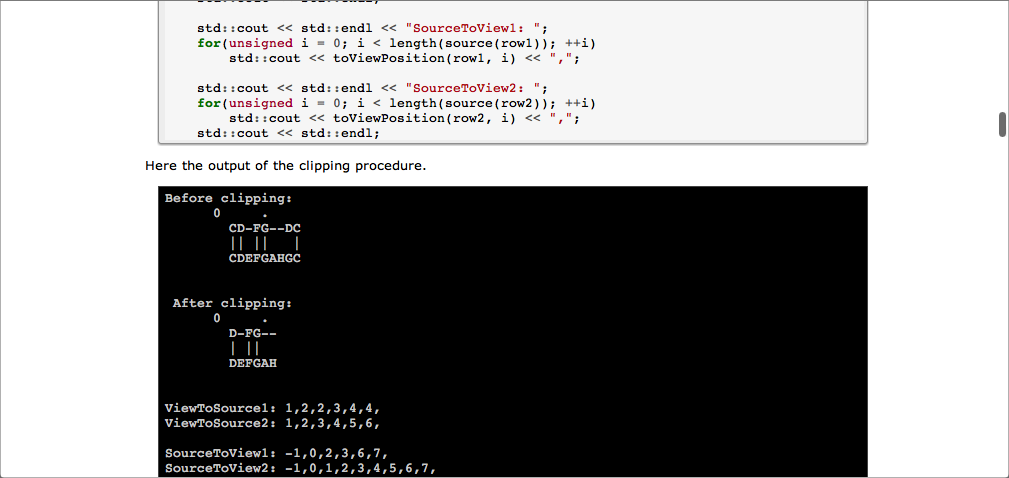 std::cout << std::endl << "SourceToView1: ";
for(unsigned i = 0; i < length(source(row1)); ++i)
    std::cout << toViewPosition(row1, i) << ",";

std::cout << std::endl << "SourceToView2: ";
for(unsigned i = 0; i < length(source(row2)); ++i)
    std::cout << toViewPosition(row2, i) << ",";
std::cout << std::endl;
Here the output of the clipping procedure.
Before clipping:
      0     .
        CD-FG--DC
        || ||   |
        CDEFGAHGC

 After clipping:
      0     .
        D-FG--
        | ||
        DEFGAH

ViewToSource1: 1,2,2,3,4,4,
ViewToSource2: 1,2,3,4,5,6,

SourceToView1: -1,0,2,3,6,7,
SourceToView2: -1,0,1,2,3,4,5,6,7,